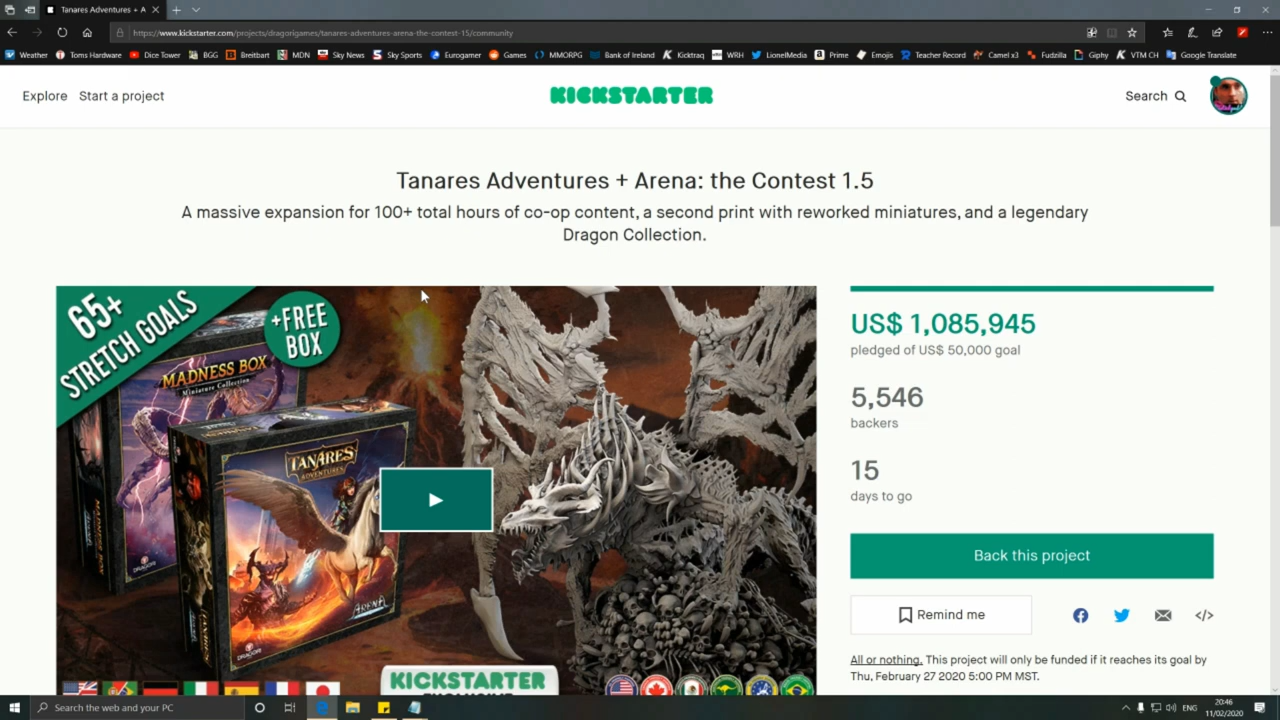 Tanares Adventures + A
https://www.kickstarter.com/projects/dragorigames/tanares-adventures-arena-the-contest-15/community
Weather Toms Hardware Dice Tower BGG Breitbart MDN Sky News Sky Sports Eurogamer Games MMORPG Bank of Ireland Kicktraq WRH LionelMedia Prime Emojis Teacher Record Camel x3 Fudzilla Giphy VTM CH Google Translate
Explore Start a project KICKSTARTER Search
Tanares Adventures + Arena: the Contest 1.5
A massive expansion for 100+ total hours of co-op content, a second print with reworked miniatures, and a legendary
Dragon Collection.
65+
STRETCH GOALS
+FREE
BOX
MADNESS BOX
Miniature Collection
TANARES
ADVENTURES
ARENA
DRAGORI
DRAGORI
KICKSTARTER
EXCLUSIVE
US$ 1,085,945
pledged of US$ 50,000 goal
5,546
backers
15
days to go
Back this project
Remind me
All or nothing. This project will only be funded if it reaches its goal by
Thu, February 27 2020 5:00 PM MST.
Search the web and your PC
ENG
20:46
11/02/2020